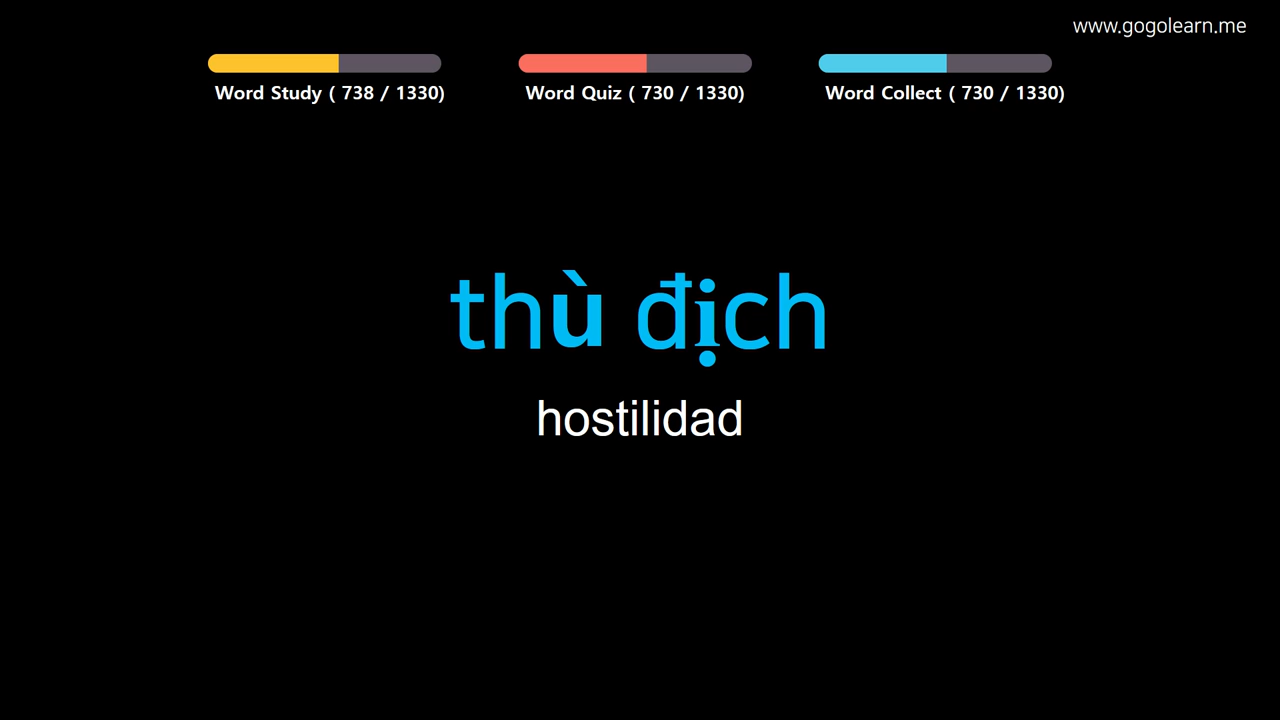 www.gogolearn.me
Word Study ( 738 / 1330)
Word Quiz ( 730 / 1330)
Word Collect ( 730 / 1330)
thù địch
hostilidad